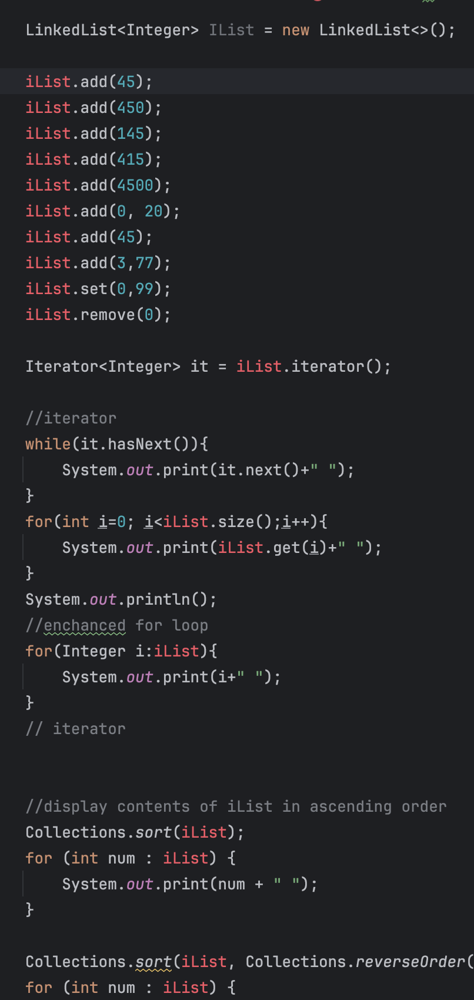 LinkedList<Integer> IList = new LinkedList<>();
iList.add(45);
iList.add(450);
iList.add(145);
iList.add(415);
iList.add(4500);
iList.add(0, 20);
iList.add(45);
iList.add(3,77);
iList.set(0,99);
iList.remove(0);
Iterator<Integer> it = iList.iterator();
//iterator
while(it.hasNext()){
    System.out.print(it.next()+" ");
}
for(int i=0; i<iList.size();i++){
    System.out.print(iList.get(i)+" ");
}
System.out.println();
//enchanced for loop
for(Integer i:iList){
    System.out.print(i+" ");
}
// iterator
//display contents of iList in ascending order
Collections.sort(iList);
for (int num : iList) {
    System.out.print(num + " ");
}
Collections.sort(iList, Collections.reverseOrder(
for (int num : iList) {